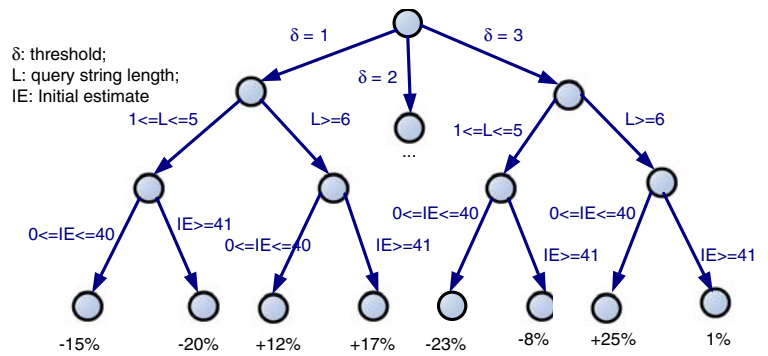 δ = 1
δ = 3
δ: threshold;
L: query string length;
IE: Initial estimate
δ = 2
1<=L<=5
L>=6
...
1<=L<=5
L>=6
0<=IE<=40
IE>=41
0<=IE<=40
IE>=41
0<=IE<=40
IE>=41
0<=IE<=40
IE>=41
-15%
-20%
+12%
+17%
-23%
-8%
+25%
1%